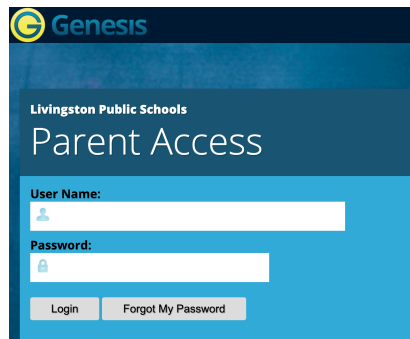 Genesis
Livingston Public Schools
Parent Access
User Name:
Password:
Login Forgot My Password